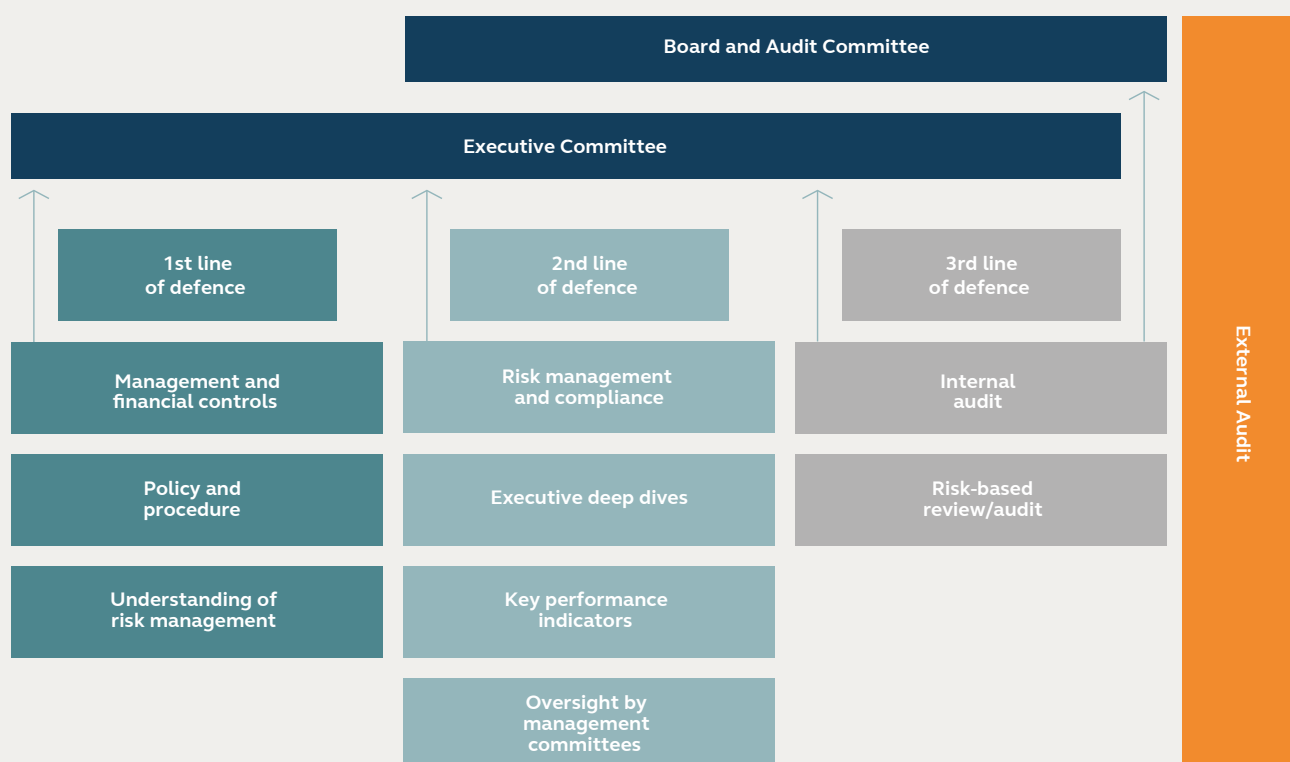 Board and Audit Committee
Executive Committee
1st line
of defence
2nd line
of defence
3rd line
of defence
Management and
financial controls
Risk management
and compliance
Internal
audit
Policy and
procedure
Executive deep dives
Risk-based
review/audit
Understanding of
risk management
Key performance
indicators
Oversight by
management
committees
External Audit